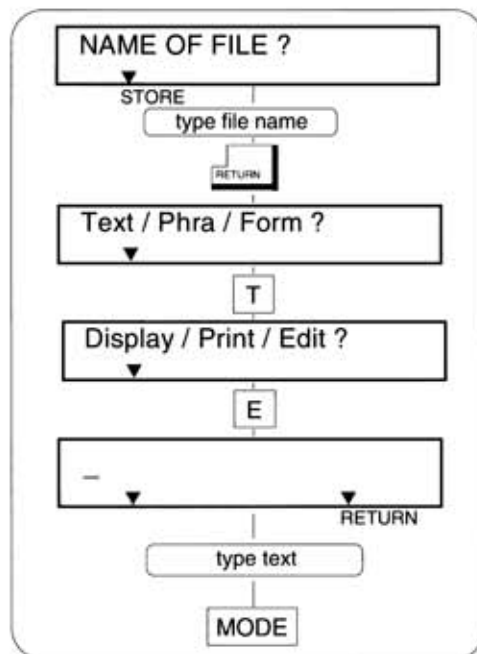 NAME OF FILE ?
STORE
type file name
RETURN
Text / Phra / Form ?
T
Display / Print / Edit ?
E
_
RETURN
type text
MODE